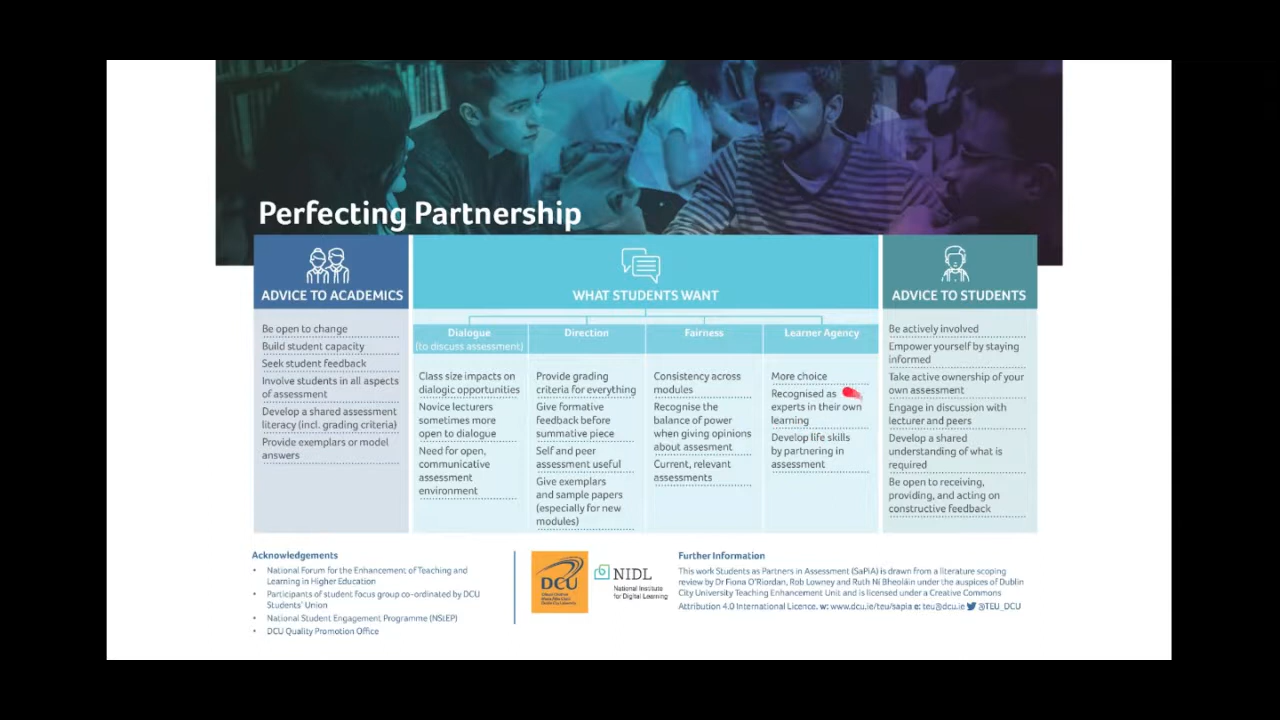 Perfecting Partnership
ADVICE TO ACADEMICS
Be open to change
Build student capacity
Seek student feedback
Involve students in all aspects
of assessment
Develop a shared assessment
literacy (incl. grading criteria)
Provide exemplars or model
answers
WHAT STUDENTS WANT
Dialogue
(to discuss assessment)
Class size impacts on
dialogic opportunities
Novice lecturers
sometimes more
open to dialogue
Need for open,
communicative
assessment
environment
Direction
Provide grading
criteria for everything
Give formative
feedback before
summative piece
Self and peer
assessment useful
Give exemplars
and sample papers
(especially for new
modules)
Fairness
Consistency across
modules
Recognise the
balance of power
when giving opinions
about assesment
Current, relevant
assessments
Learner Agency
More choice
Recognised as
experts in their own
learning
Develop life skills
by partnering in
assessment
ADVICE TO STUDENTS
Be actively involved
Empower yourself by staying
informed
Take active ownership of your
own assessment
Engage in discussion with
lecturer and peers
Develop a shared
understanding of what is
required
Be open to receiving,
providing, and acting on
constructive feedback
Acknowledgements
• National Forum for the Enhancement of Teaching and
Learning in Higher Education
• Participants of student focus group co-ordinated by DCU
Students' Union
• National Student Engagement Programme (NStEP)
• DCU Quality Promotion Office
DCU
NIDL
National Institute
for Digital Learning
Further Information
This work Students as Partners in Assessment (SaPiA) is drawn from a literature scoping
review by Dr Fiona O'Riordan, Rob Lowney and Ruth Ní Bheoláin under the auspices of Dublin
City University Teaching Enhancement Unit and is licensed under a Creative Commons
Attribution 4.0 International Licence. w: www.dcu.ie/teu/sapia e: teu@dcu.ie @TEU_DCU